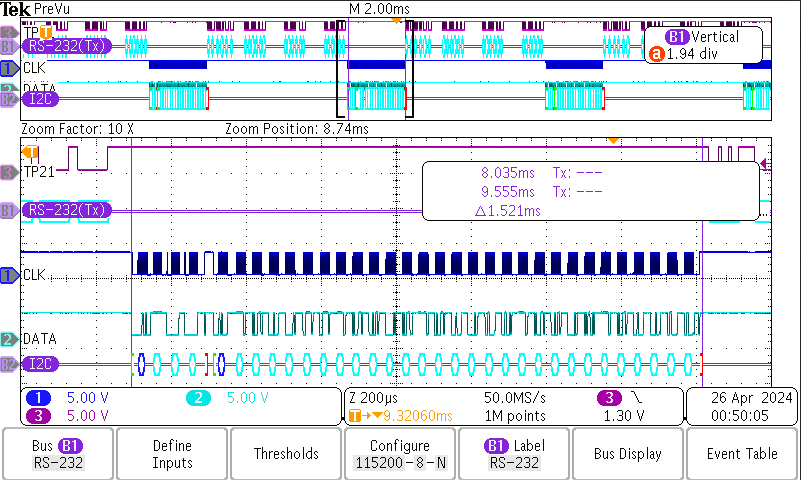 Tek PreVu M 2.00ms
3 TP T
B1 RS-232(Tx)
B1 Vertical
a 1.94 div
1 CLK
2 DATA
B2 I2C
Zoom Factor: 10 X Zoom Position: 8.74ms
T
3 TP21
8.035ms Tx: ---
9.555ms Tx: ---
△1.521ms
B1 RS-232(Tx)
1 CLK
2 DATA
B2 I2C
1 5.00 V 2 5.00 V
3 5.00 V
Z 200µs 50.0MS/s 3 1.30 V
T→▼9.32060ms 1M points
26 Apr 2024
00:50:05
Bus B1
RS-232
Define
Inputs
Thresholds
Configure
115200-8-N
B1 Label
RS-232
Bus Display
Event Table